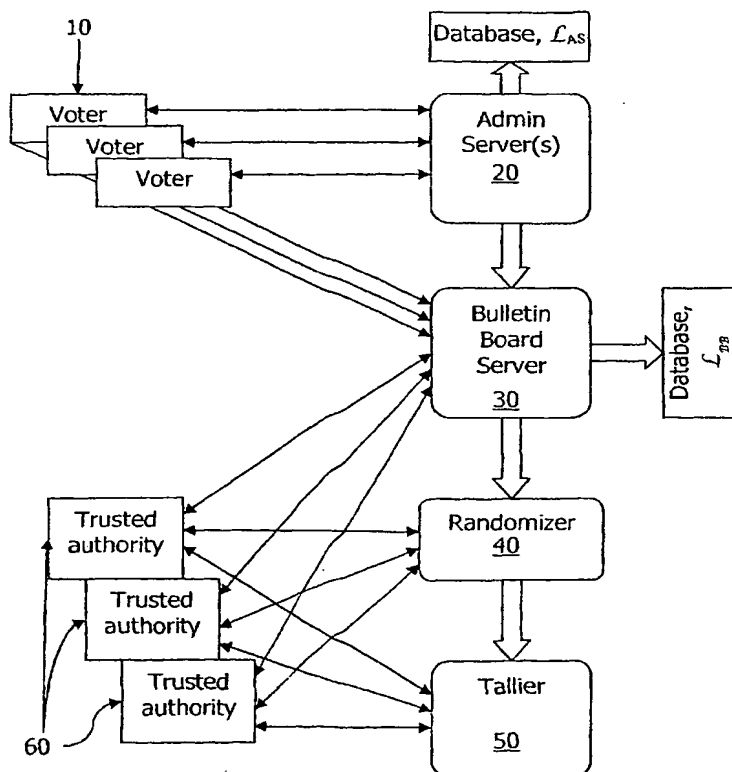 10
Database, ℒAS
Voter
Voter
Voter
Admin
Server(s)
20
Bulletin
Board
Server
30
Database,
ℒBB
Trusted
authority
Trusted
authority
Trusted
authority
60
Randomizer
40
Tallier
50